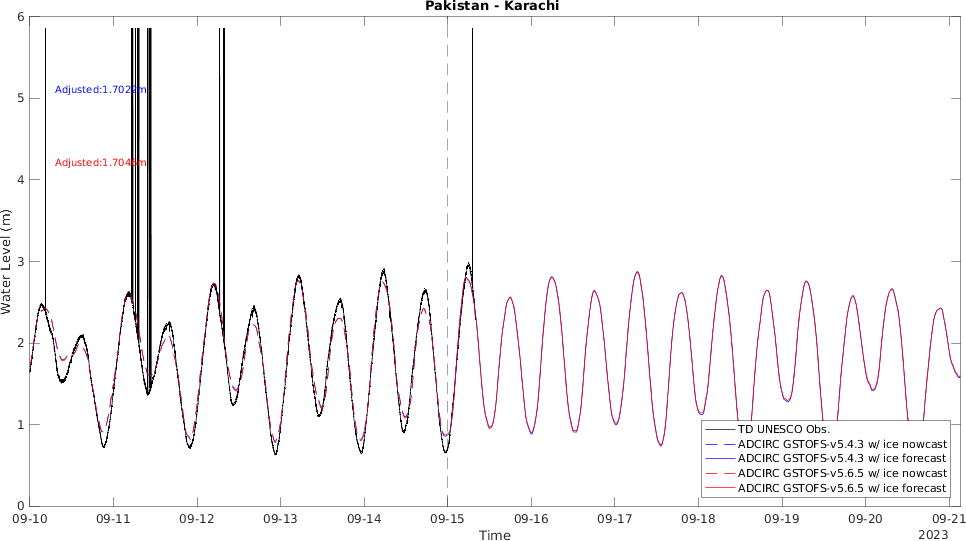 Pakistan - Karachi
6
5
4
3
2
1
0
Water Level (m)
Adjusted:1.7022m
Adjusted:1.7046m
TD UNESCO Obs.
ADCIRC GSTOFS-v5.4.3 w/ ice nowcast
ADCIRC GSTOFS-v5.4.3 w/ ice forecast
ADCIRC GSTOFS-v5.6.5 w/ ice nowcast
ADCIRC GSTOFS-v5.6.5 w/ ice forecast
09-10 09-11 09-12 09-13 09-14 09-15 09-16 09-17 09-18 09-19 09-20 09-21
Time
2023